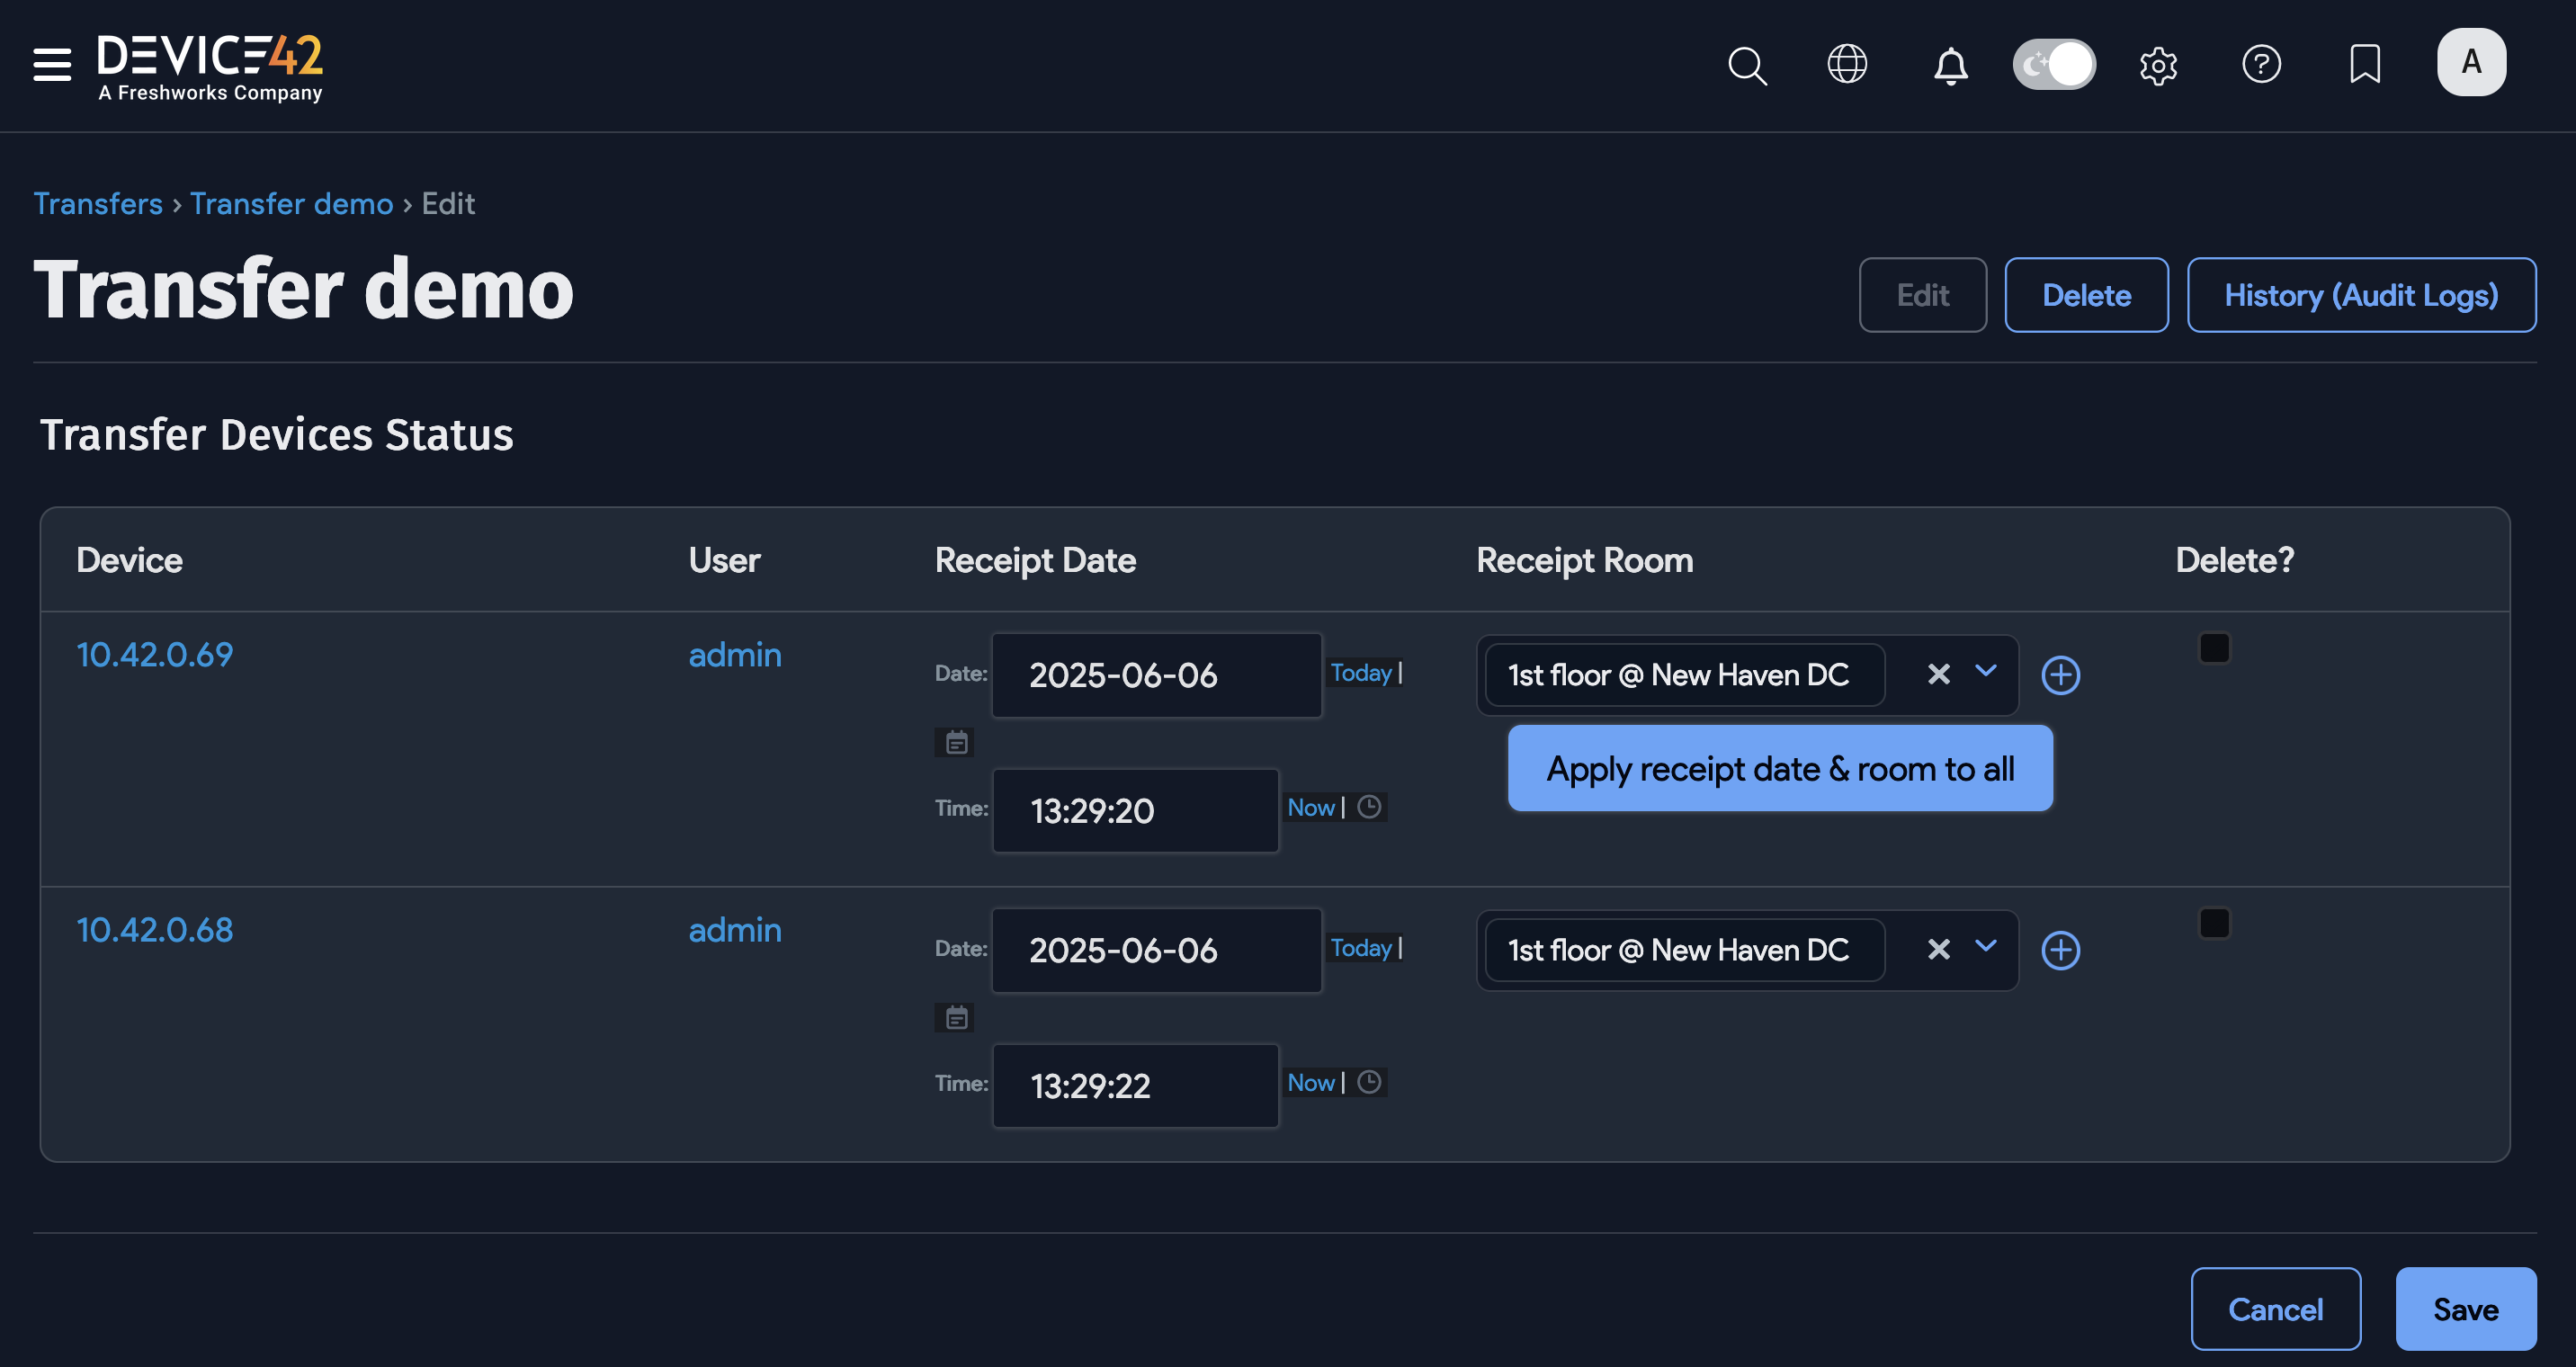 DEVICE42
A Freshworks Company
A
Transfers › Transfer demo › Edit
Transfer demo
Edit
Delete
History (Audit Logs)
Transfer Devices Status
Device User Receipt Date Receipt Room Delete?
10.42.0.69 admin Date: 2025-06-06 Today | 1st floor @ New Haven DC
Apply receipt date & room to all
Time: 13:29:20 Now |
10.42.0.68 admin Date: 2025-06-06 Today | 1st floor @ New Haven DC
Time: 13:29:22 Now |
Cancel
Save